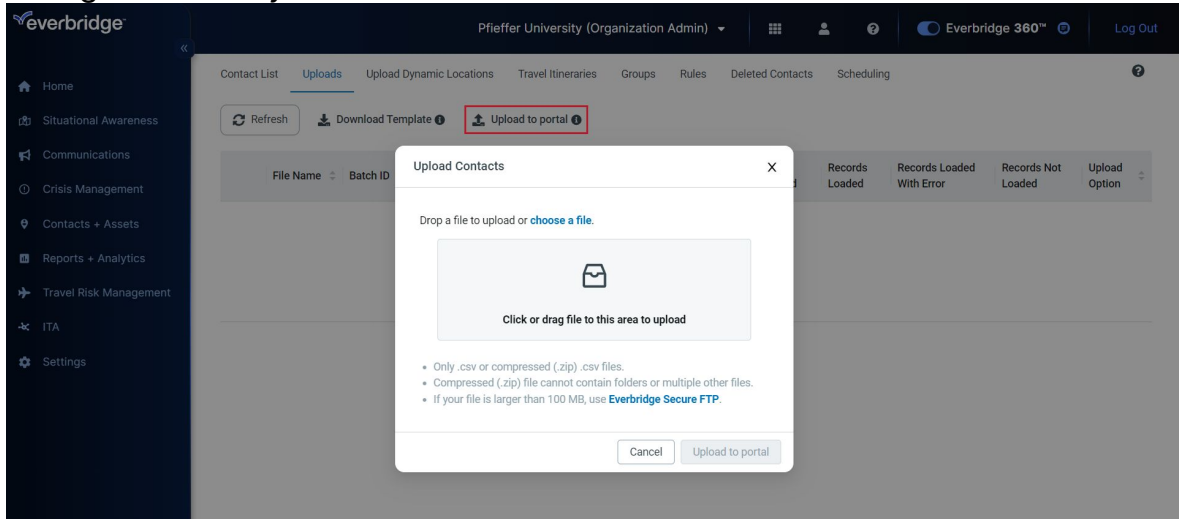 everbridge
Pfieffer University (Organization Admin)
Everbridge 360™
Log Out
Home
Situational Awareness
Communications
Crisis Management
Contacts + Assets
Reports + Analytics
Travel Risk Management
ITA
Settings
Contact List Uploads Upload Dynamic Locations Travel Itineraries Groups Rules Deleted Contacts Scheduling
Refresh Download Template Upload to portal
File Name Batch ID
Records Loaded
Records Loaded With Error
Records Not Loaded
Upload Option
Upload Contacts X
Drop a file to upload or choose a file.
Click or drag file to this area to upload
• Only .csv or compressed (.zip) .csv files.
• Compressed (.zip) file cannot contain folders or multiple other files.
• If your file is larger than 100 MB, use Everbridge Secure FTP.
Cancel Upload to portal